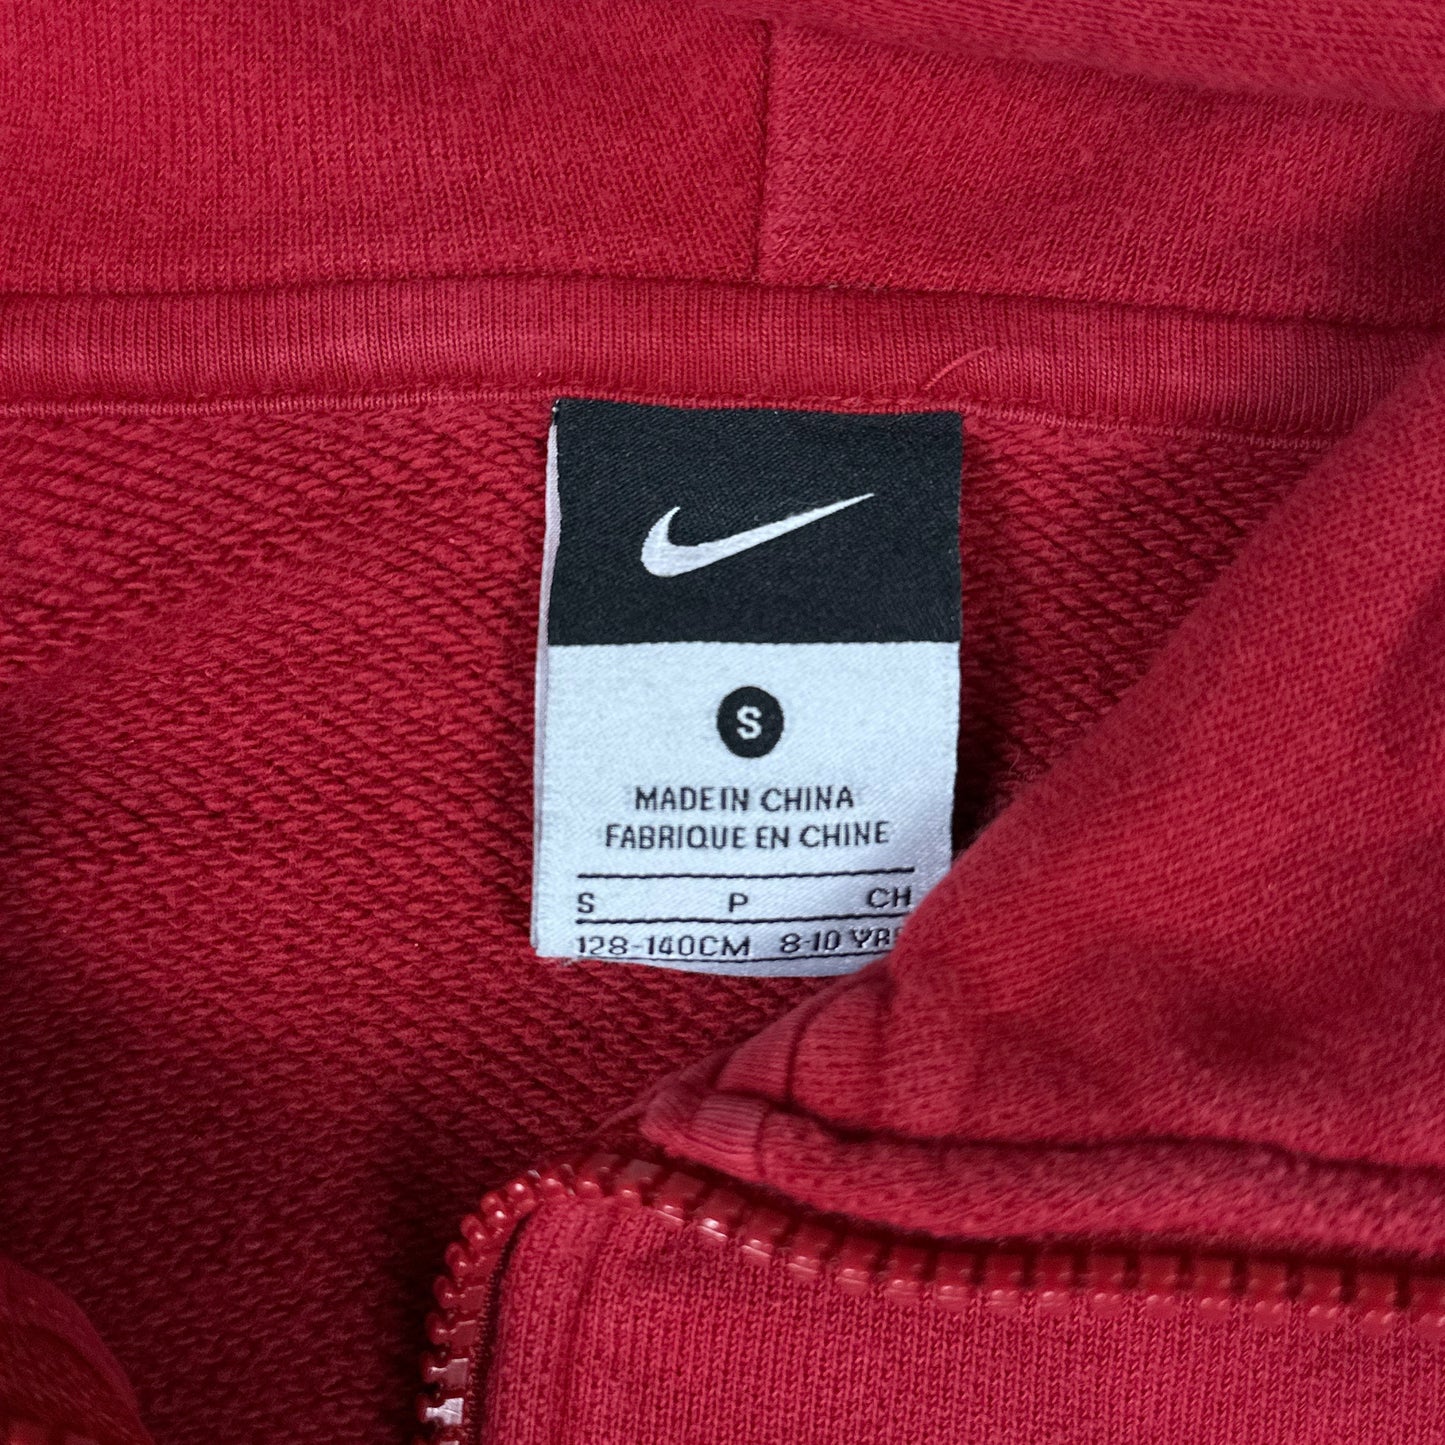 S
MADE IN CHINA
FABRIQUE EN CHINE
S P CH
128-140CM 8-10